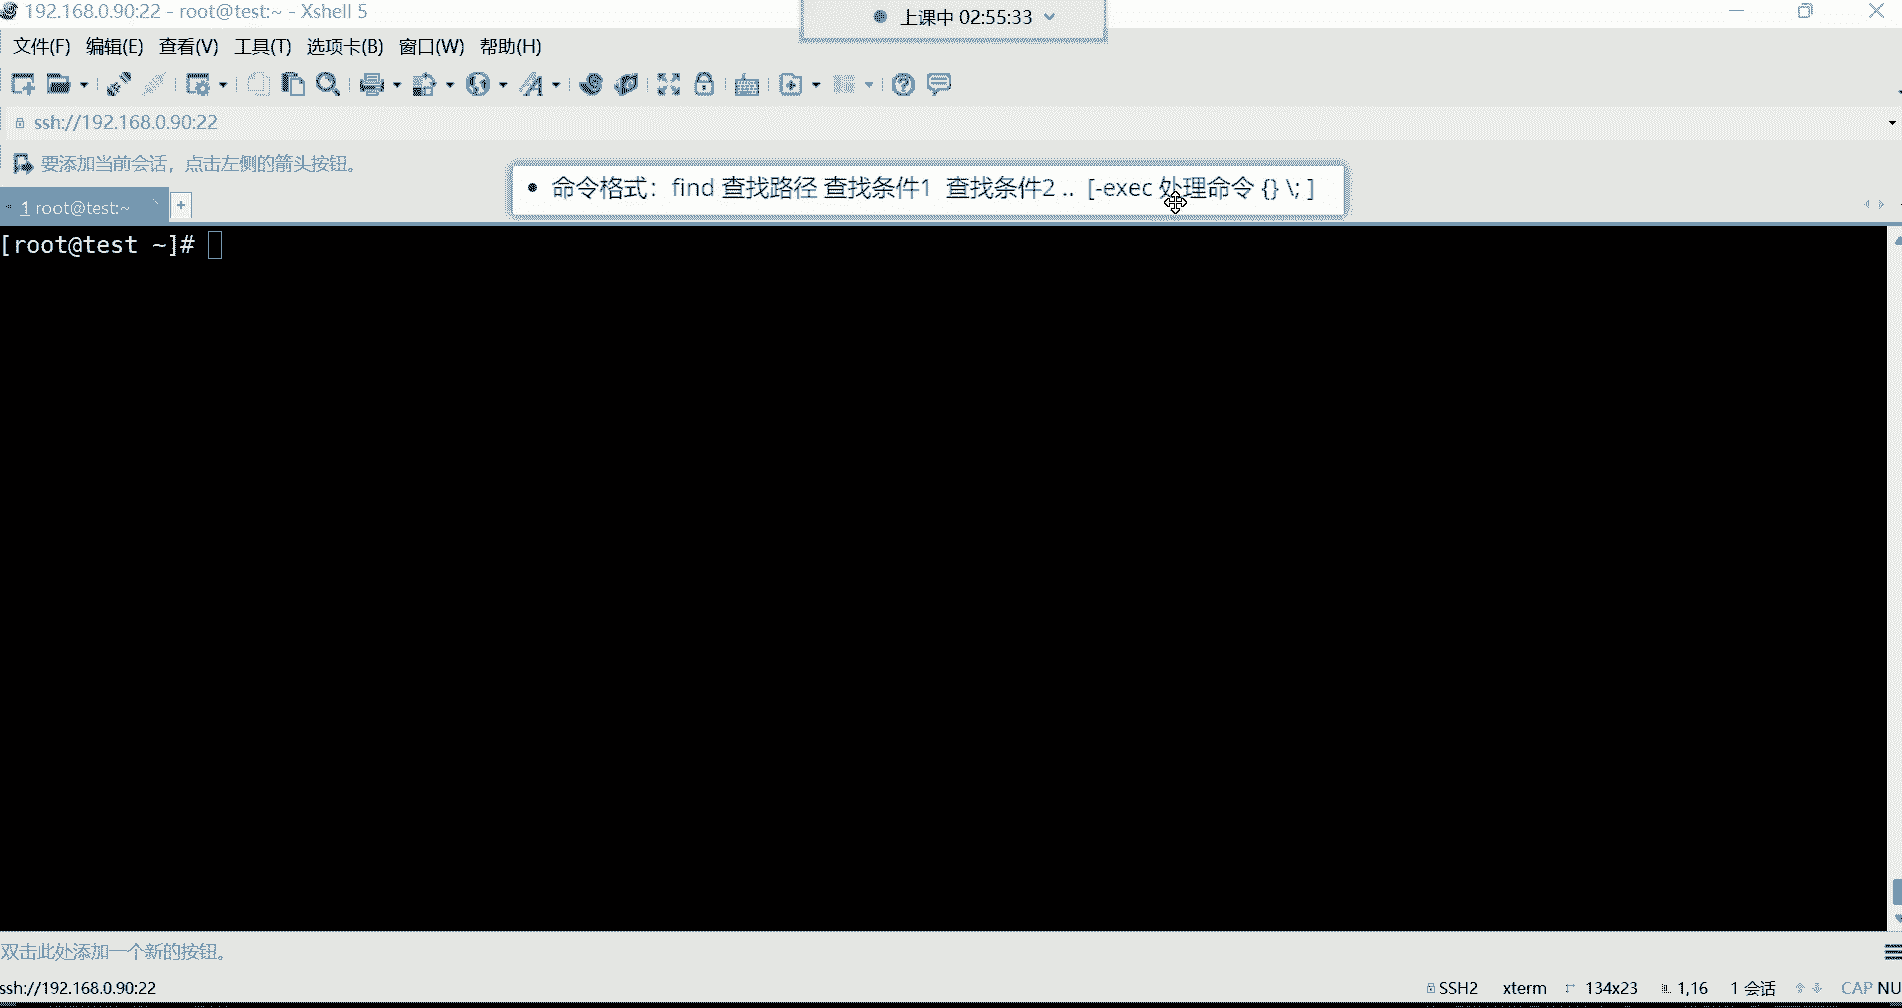 192.168.0.90:22 - root@test:~ - Xshell 5
上课中 02:55:33
文件(F) 编辑(E) 查看(V) 工具(T) 选项卡(B) 窗口(W) 帮助(H)
ssh://192.168.0.90:22
要添加当前会话，点击左侧的箭头按钮。
• 命令格式：find 查找路径 查找条件1 查找条件2 .. [-exec 处理命令 {} \; ]
1 root@test:~
[root@test ~]#
双击此处添加一个新的按钮。
ssh://192.168.0.90:22 SSH2 xterm 134x23 1,16 1 会话 CAP NU